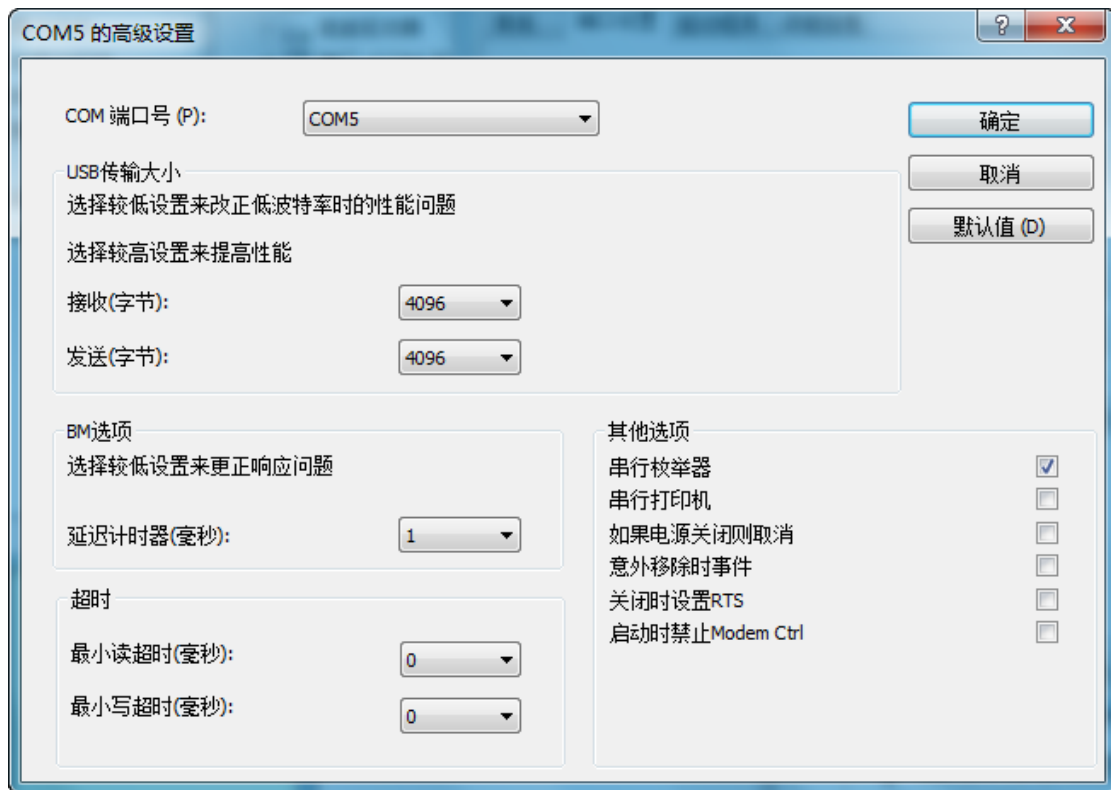 COM5 的高级设置
COM 端口号 (P):
COM5
确定
USB传输大小
取消
选择较低设置来改正低波特率时的性能问题
默认值 (D)
选择较高设置来提高性能
接收(字节):
4096
发送(字节):
4096
BM选项
选择较低设置来更正响应问题
延迟计时器(毫秒):
1
超时
最小读超时(毫秒):
0
最小写超时(毫秒):
0
其他选项
串行枚举器
串行打印机
如果电源关闭则取消
意外移除时事件
关闭时设置RTS
启动时禁止Modem Ctrl